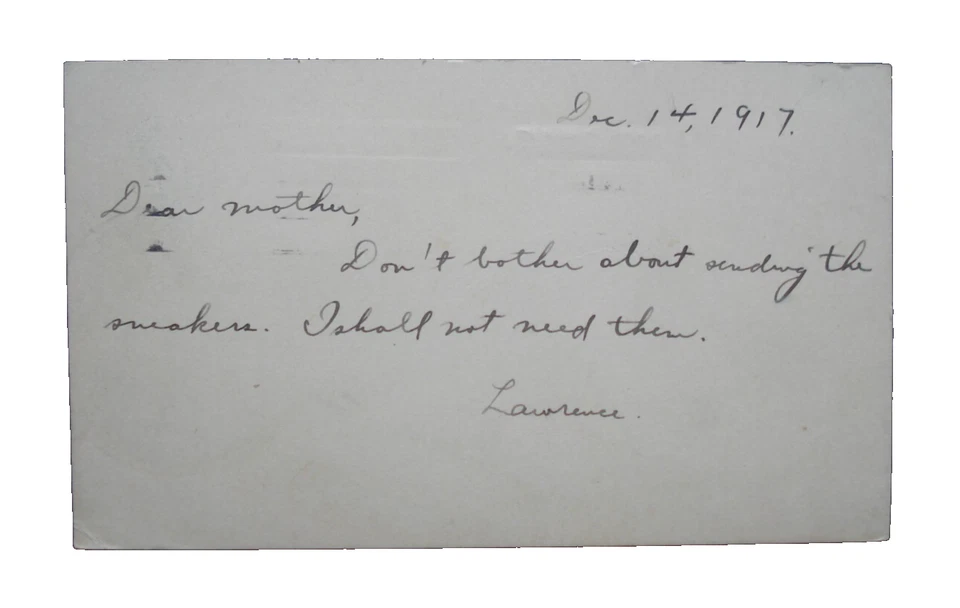 Dec. 14, 1917.
Dear mother,
Don't bother about sending the
sneakers. I shall not need them.
Lawrence.